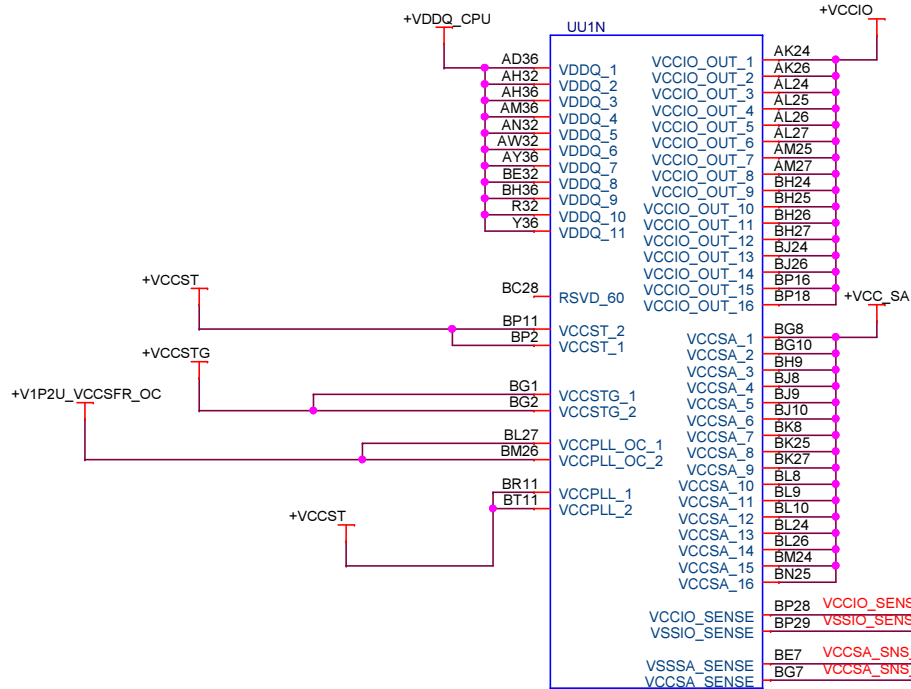 +VDDQ_CPU
+VCCIO
UU1N
AD36 VDDQ_1
AH32 VDDQ_2
AH36 VDDQ_3
AM36 VDDQ_4
AN32 VDDQ_5
AW32 VDDQ_6
AY36 VDDQ_7
BE32 VDDQ_8
BH36 VDDQ_9
R32 VDDQ_10
Y36 VDDQ_11
BC28 RSVD_60
+VCCST
BP11 VCCST_2
BP2 VCCST_1
+VCCSTG
BG1 VCCSTG_1
BG2 VCCSTG_2
+V1P2U_VCCSFR_OC
BL27 VCCPLL_OC_1
BM26 VCCPLL_OC_2
BR11 VCCPLL_1
BT11 VCCPLL_2
+VCCST
VCCIO_OUT_1 AK24
VCCIO_OUT_2 AK26
VCCIO_OUT_3 AL24
VCCIO_OUT_4 AL25
VCCIO_OUT_5 AL26
VCCIO_OUT_6 AL27
VCCIO_OUT_7 AM25
VCCIO_OUT_8 AM27
VCCIO_OUT_9 BH24
VCCIO_OUT_10 BH25
VCCIO_OUT_11 BH26
VCCIO_OUT_12 BH27
VCCIO_OUT_13 BJ24
VCCIO_OUT_14 BJ26
VCCIO_OUT_15 BP16
VCCIO_OUT_16 BP18
+VCC_SA
VCCSA_1 BG8
VCCSA_2 BG10
VCCSA_3 BH9
VCCSA_4 BJ8
VCCSA_5 BJ9
VCCSA_6 BJ10
VCCSA_7 BK8
VCCSA_8 BK25
VCCSA_9 BK27
VCCSA_10 BL8
VCCSA_11 BL9
VCCSA_12 BL10
VCCSA_13 BL24
VCCSA_14 BL26
VCCSA_15 BM24
VCCSA_16 BN25
VCCIO_SENSE BP28 VCCIO_SENS
VSSIO_SENSE BP29 VSSIO_SENS
VSSSA_SENSE BE7 VCCSA_SNS_
VCCSA_SENSE BG7 VCCSA_SNS_